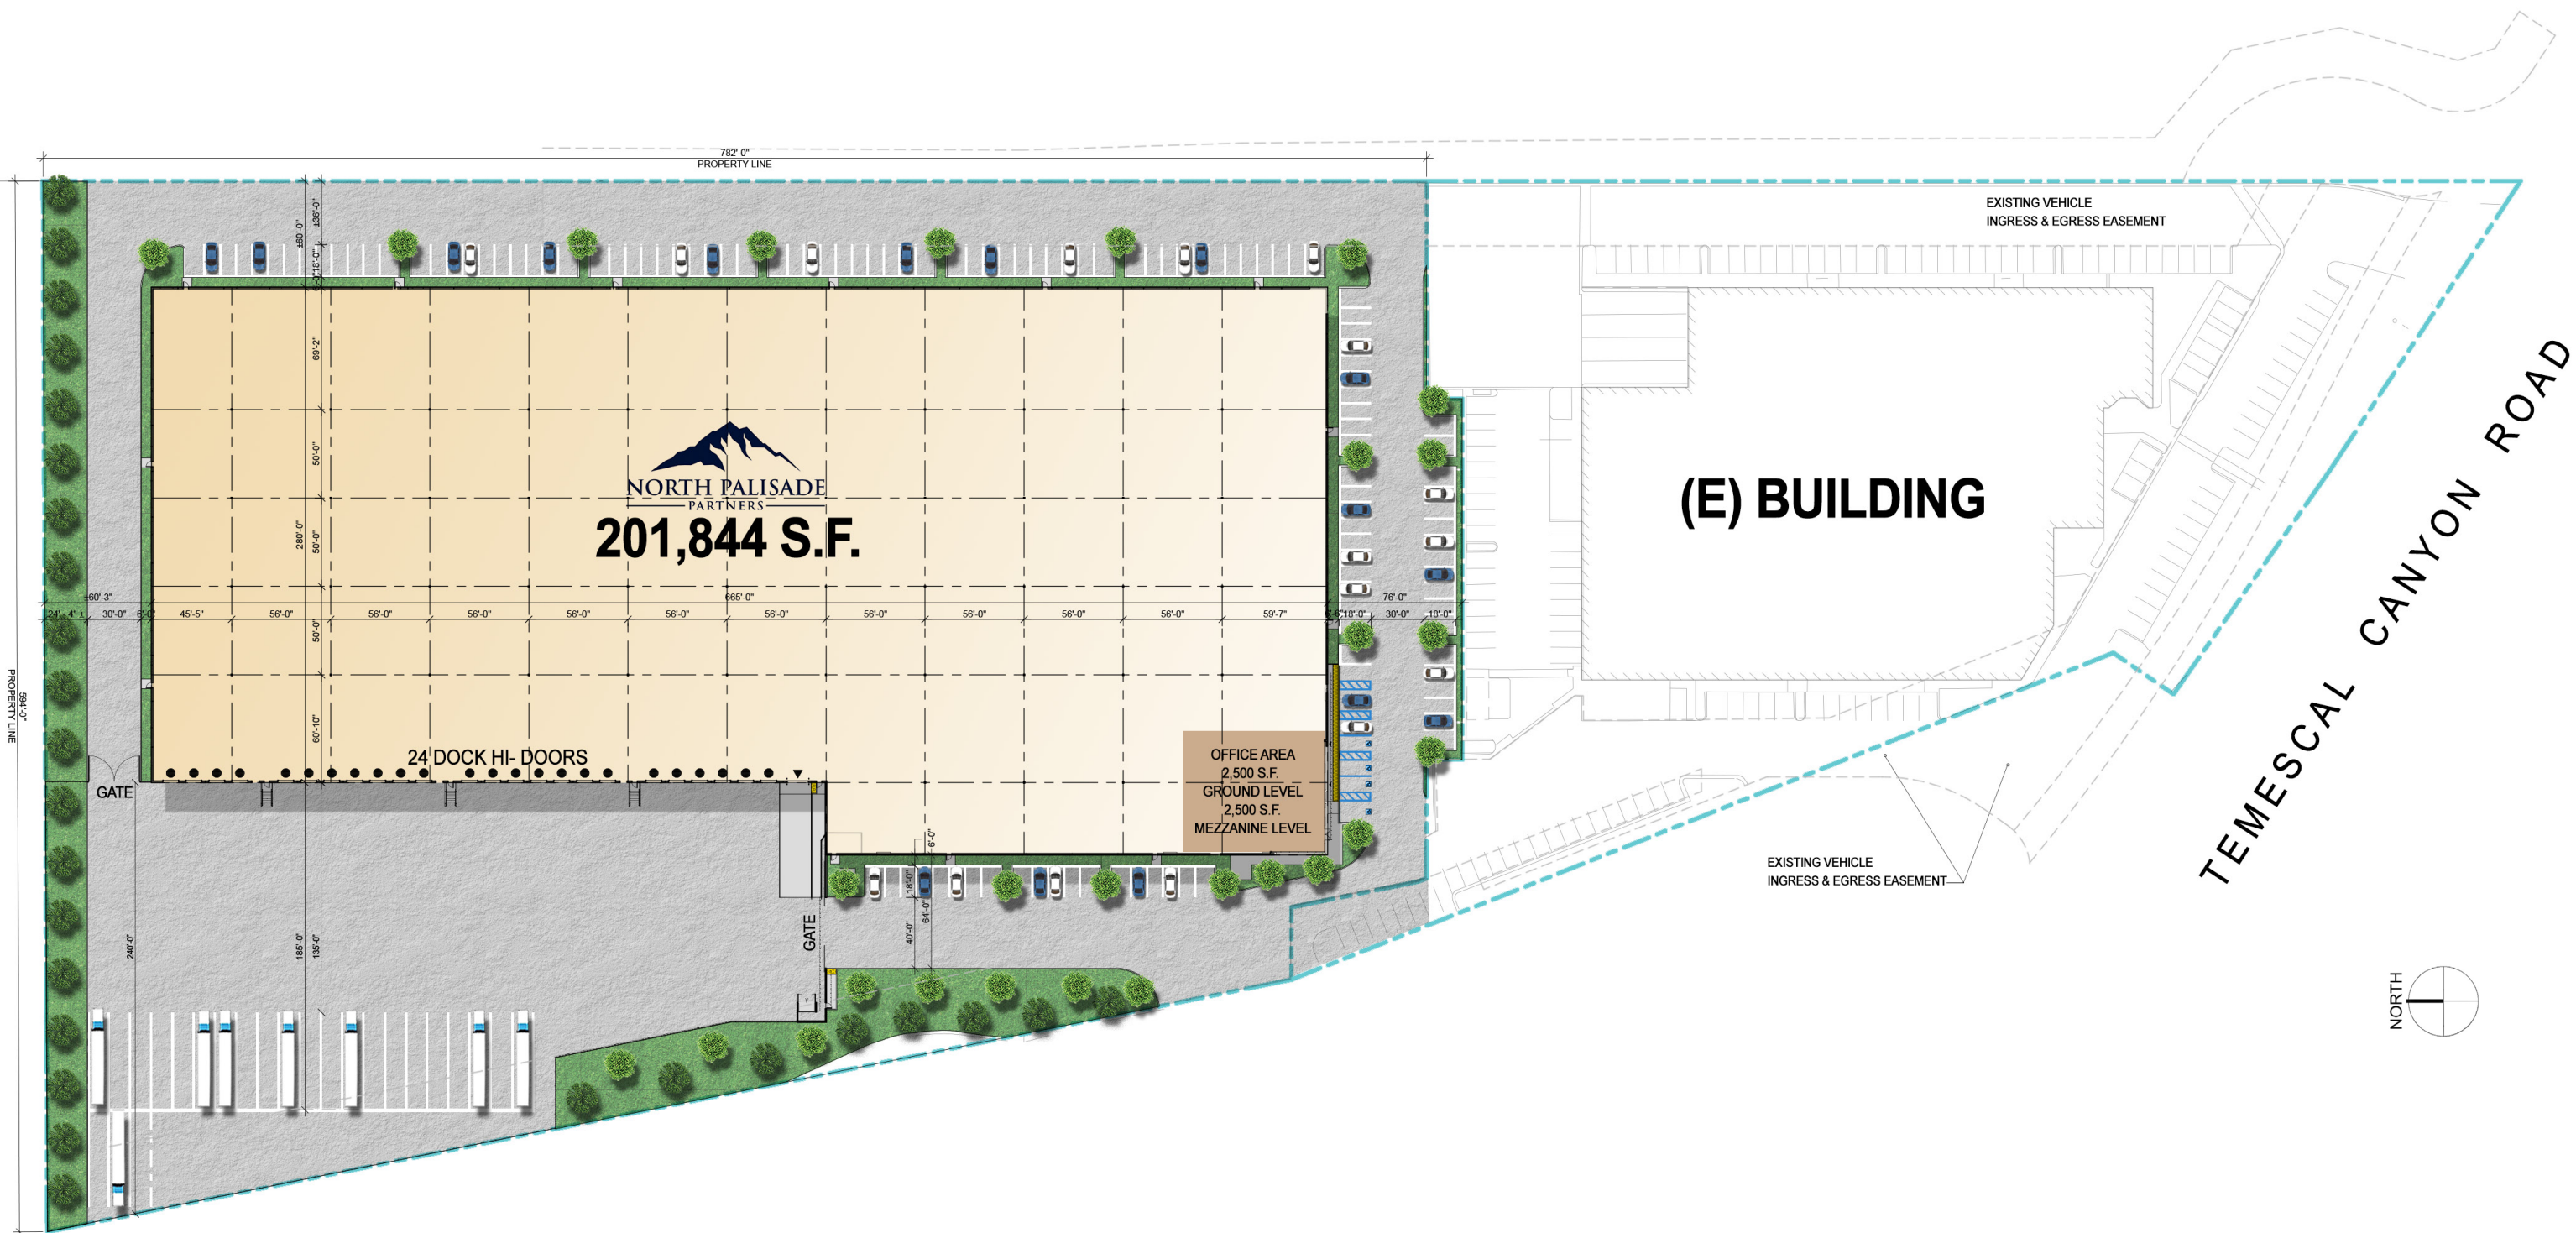 782'-0"
PROPERTY LINE
EXISTING VEHICLE
INGRESS & EGRESS EASEMENT
±60'-0"
±36'-0"
18'-0"
69'-2"
50'-0"
280'-0"
50'-0"
50'-0"
60'-10"
NORTH PALISADE
PARTNERS
201,844 S.F.
(E) BUILDING
TEMESCAL CANYON ROAD
±60'-3"
665'-0"
76'-0"
24'-4" ±
30'-0"
6'-0"
45'-5"
56'-0"
56'-0"
56'-0"
56'-0"
56'-0"
56'-0"
56'-0"
56'-0"
56'-0"
56'-0"
59'-7"
18'-0"
30'-0"
18'-0"
594'-0"
PROPERTY LINE
24 DOCK HI- DOORS
GATE
OFFICE AREA
2,500 S.F.
GROUND LEVEL
2,500 S.F.
MEZZANINE LEVEL
6'-0"
18'-0"
64'-0"
40'-0"
GATE
240'-0"
185'-0"
135'-0"
EXISTING VEHICLE
INGRESS & EGRESS EASEMENT
NORTH